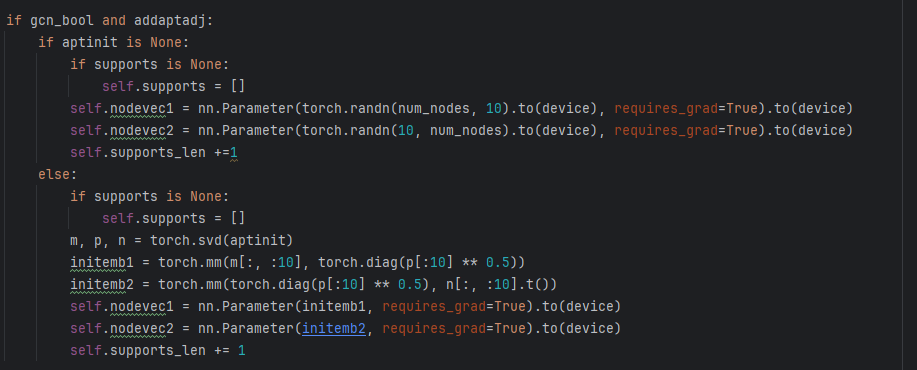 if gcn_bool and addaptadj:
    if aptinit is None:
        if supports is None:
            self.supports = []
        self.nodevec1 = nn.Parameter(torch.randn(num_nodes, 10).to(device), requires_grad=True).to(device)
        self.nodevec2 = nn.Parameter(torch.randn(10, num_nodes).to(device), requires_grad=True).to(device)
        self.supports_len +=1
    else:
        if supports is None:
            self.supports = []
        m, p, n = torch.svd(aptinit)
        initemb1 = torch.mm(m[:, :10], torch.diag(p[:10] ** 0.5))
        initemb2 = torch.mm(torch.diag(p[:10] ** 0.5), n[:, :10].t())
        self.nodevec1 = nn.Parameter(initemb1, requires_grad=True).to(device)
        self.nodevec2 = nn.Parameter(initemb2, requires_grad=True).to(device)
        self.supports_len += 1